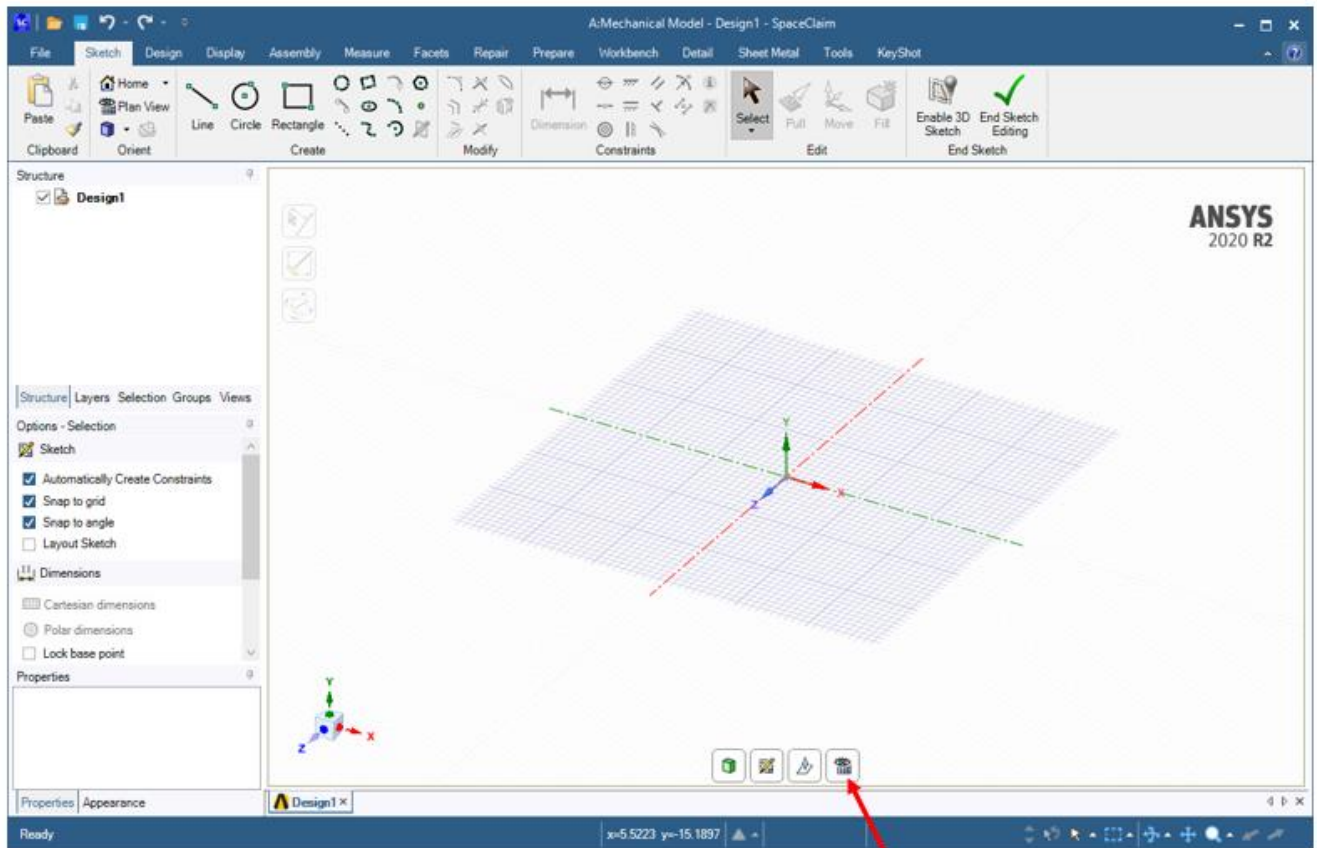 A:Mechanical Model - Design1 - SpaceClaim
File Sketch Design Display Assembly Measure Facets Repair Prepare Workbench Detail Sheet Metal Tools KeyShot
Paste
Home
Plan View
Line Circle Rectangle
Dimension
Select Pull Move Fill
Enable 3D Sketch
End Sketch Editing
Clipboard Orient Create Modify Constraints Edit End Sketch
Structure
Design1
ANSYS
2020 R2
Structure Layers Selection Groups Views
Options - Selection
Sketch
Automatically Create Constraints
Snap to grid
Snap to angle
Layout Sketch
Dimensions
Cartesian dimensions
Polar dimensions
Lock base point
Properties
Y
X
Z
Y
X
Z
Properties Appearance
Design1
Ready
x=5.5223 y=-15.1897